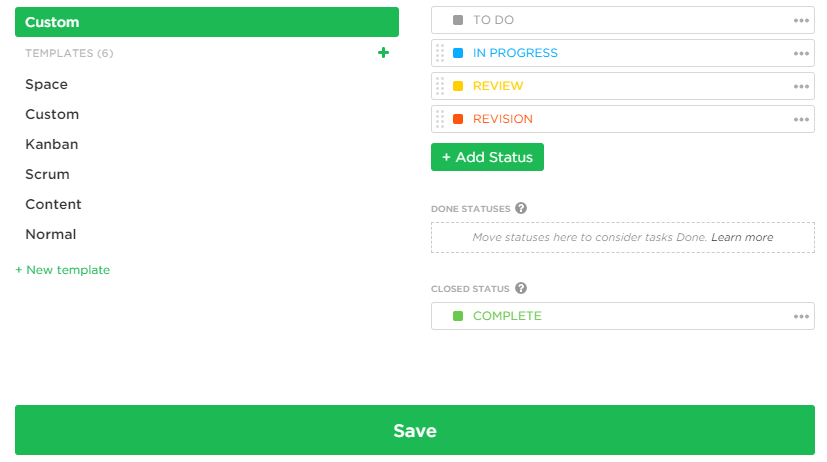 Custom
TEMPLATES (6)
+
Space
Custom
Kanban
Scrum
Content
Normal
+ New template
TO DO
IN PROGRESS
REVIEW
REVISION
+ Add Status
DONE STATUSES ?
Move statuses here to consider tasks Done. Learn more
CLOSED STATUS ?
COMPLETE
Save